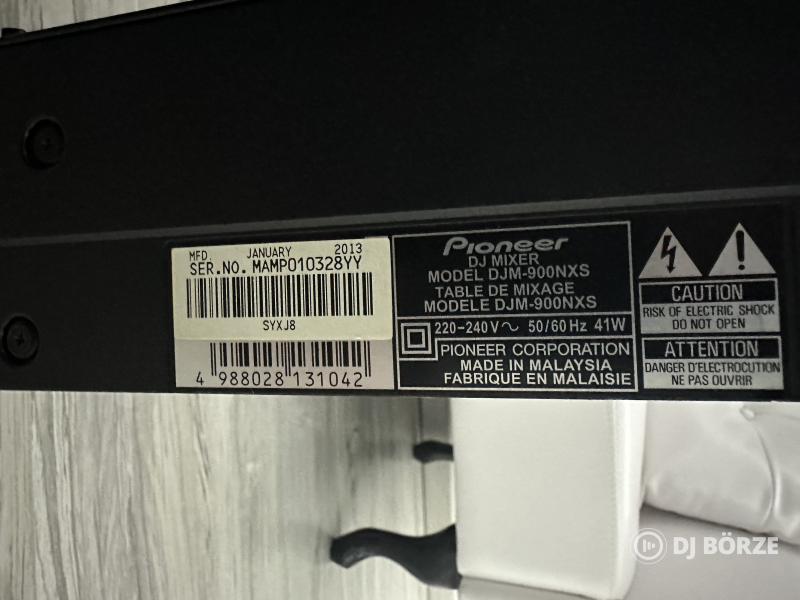 MFD. JANUARY 2013
SER.NO. MAMP010328YY
SYXJ8
4 988028 131042
Pioneer
DJ MIXER
MODEL DJM-900NXS
TABLE DE MIXAGE
MODELE DJM-900NXS
220-240V~ 50/60Hz 41W
PIONEER CORPORATION
MADE IN MALAYSIA
FABRIQUE EN MALAISIE
CAUTION
RISK OF ELECTRIC SHOCK
DO NOT OPEN
ATTENTION
DANGER D'ELECTROCUTION
NE PAS OUVRIR
DJ BÖRZE